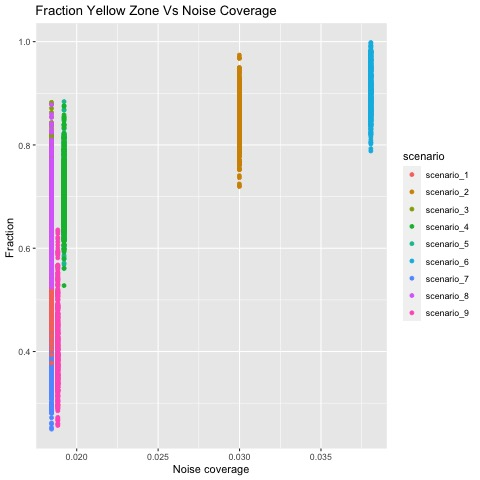 Fraction Yellow Zone Vs Noise Coverage
1.0
0.8
0.6
0.4
Fraction
0.020
0.025
0.030
0.035
Noise coverage
scenario
scenario_1
scenario_2
scenario_3
scenario_4
scenario_5
scenario_6
scenario_7
scenario_8
scenario_9